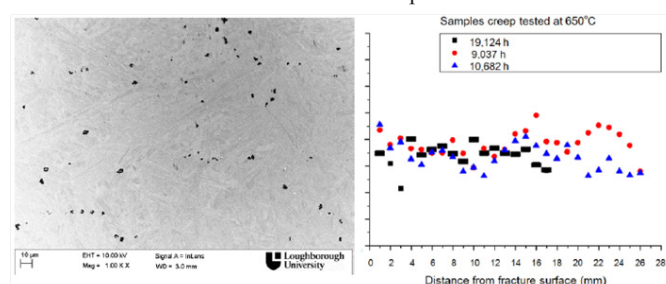 Samples creep tested at 650°C
19,124 h
9,037 h
10,682 h
10 µm
EHT = 10.00 kV
Signal A = InLens
Mag = 1.00 K X
WD = 3.0 mm
Loughborough
University
0 2 4 6 8 10 12 14 16 18 20 22 24 26 28
Distance from fracture surface (mm)